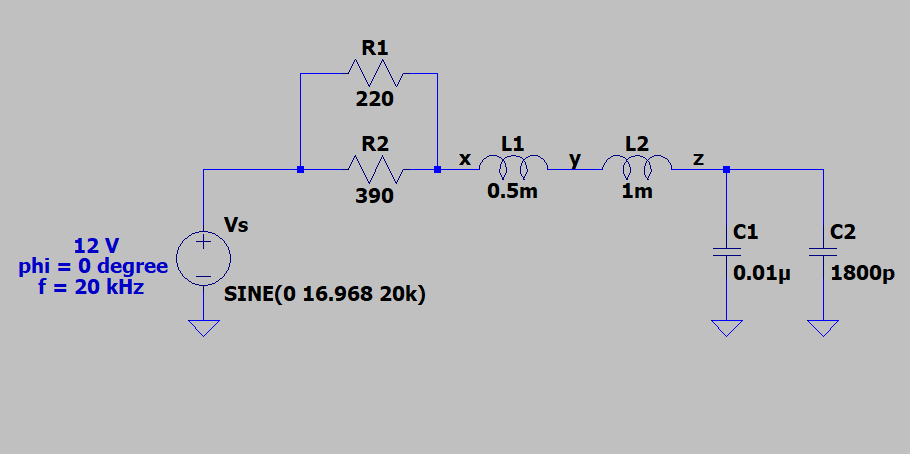 R1
220
R2
390
x
L1
0.5m
y
L2
1m
z
Vs
12 V
phi = 0 degree
f = 20 kHz
SINE(0 16.968 20k)
C1
0.01µ
C2
1800p